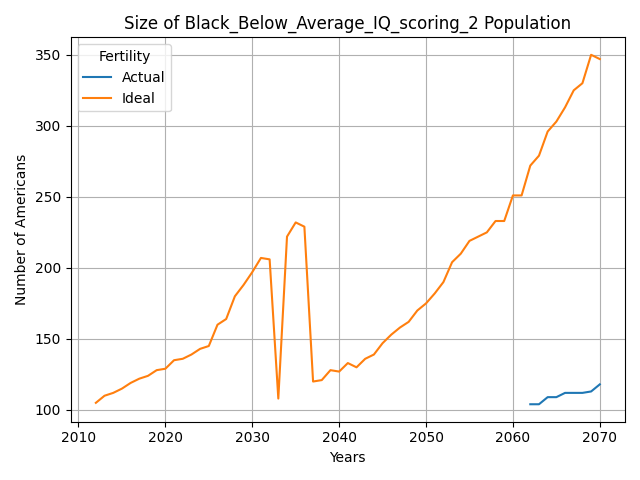 Size of Black_Below_Average_IQ_scoring_2 Population
Fertility
Actual
Ideal
Number of Americans
350
300
250
200
150
100
2010 2020 2030 2040 2050 2060 2070
Years